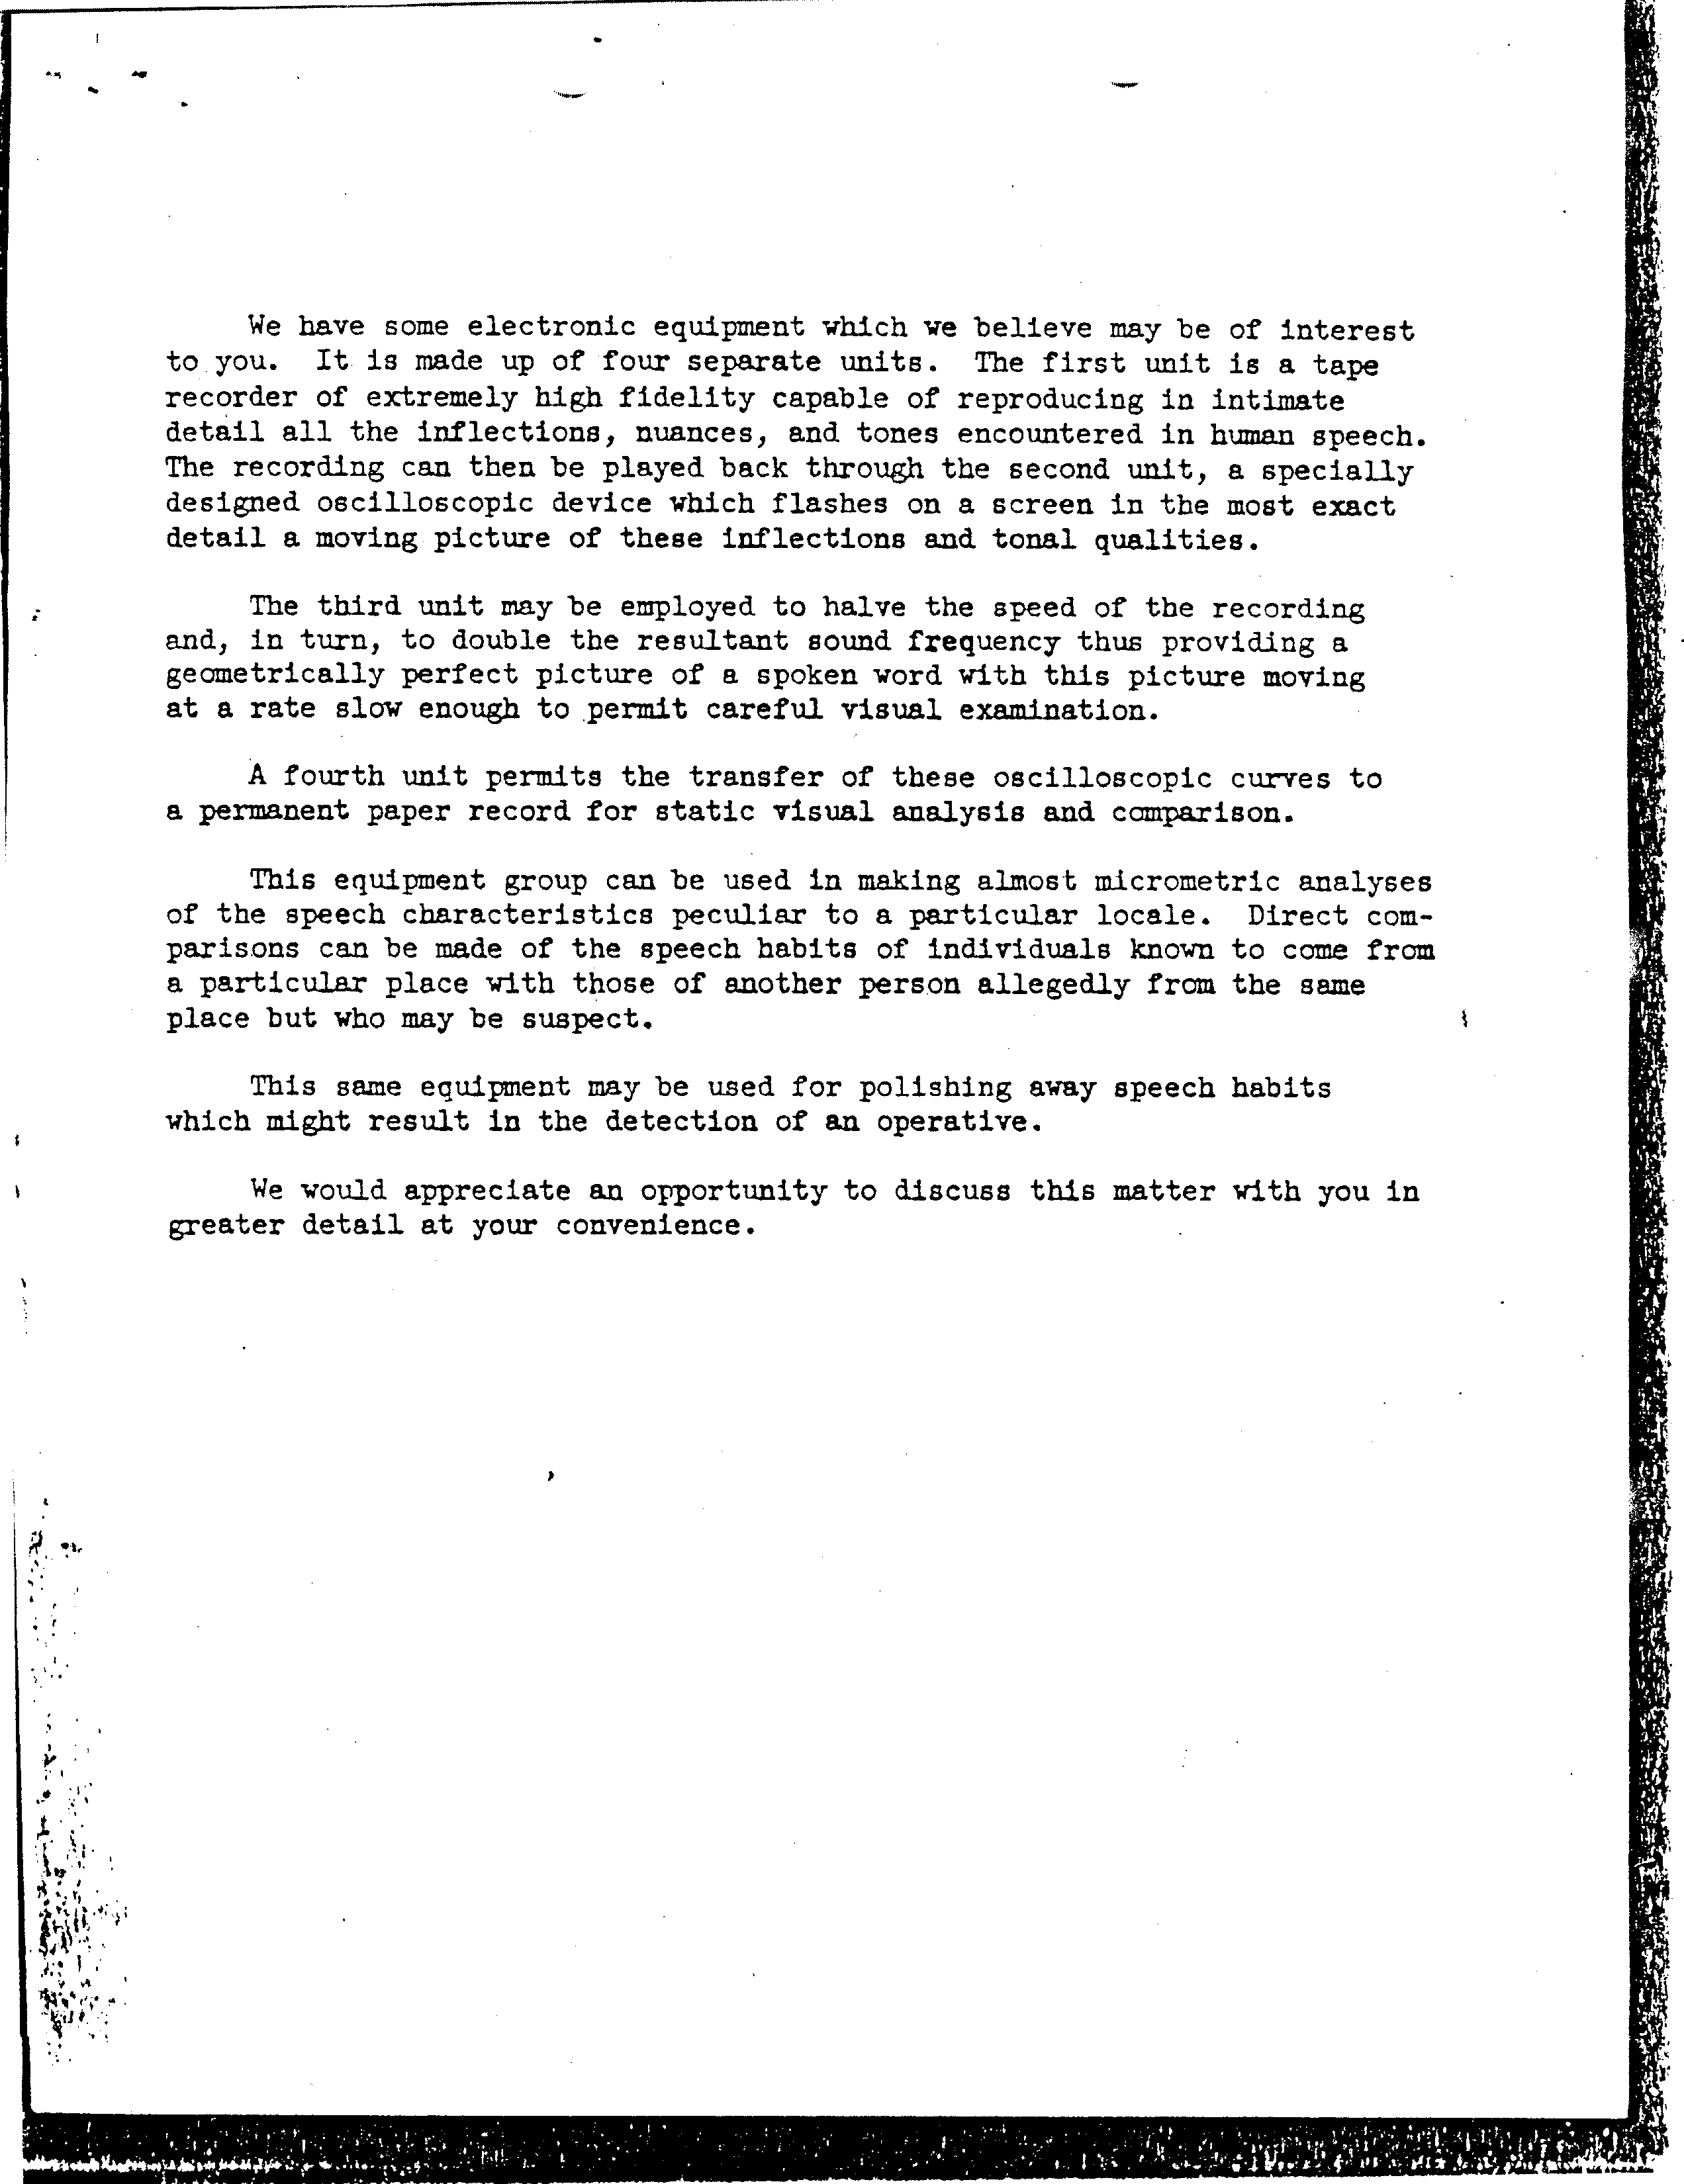 We have some electronic equipment which we believe may be of interest
to you. It is made up of four separate units. The first unit is a tape
recorder of extremely high fidelity capable of reproducing in intimate
detail all the inflections, nuances, and tones encountered in human speech.
The recording can then be played back through the second unit, a specially
designed oscilloscopic device which flashes on a screen in the most exact
detail a moving picture of these inflections and tonal qualities.
The third unit may be employed to halve the speed of the recording
and, in turn, to double the resultant sound frequency thus providing a
geometrically perfect picture of a spoken word with this picture moving
at a rate slow enough to permit careful visual examination.
A fourth unit permits the transfer of these oscilloscopic curves to
a permanent paper record for static visual analysis and comparison.
This equipment group can be used in making almost micrometric analyses
of the speech characteristics peculiar to a particular locale. Direct com-
parisons can be made of the speech habits of individuals known to come from
a particular place with those of another person allegedly from the same
place but who may be suspect.
This same equipment may be used for polishing away speech habits
which might result in the detection of an operative.
We would appreciate an opportunity to discuss this matter with you in
greater detail at your convenience.